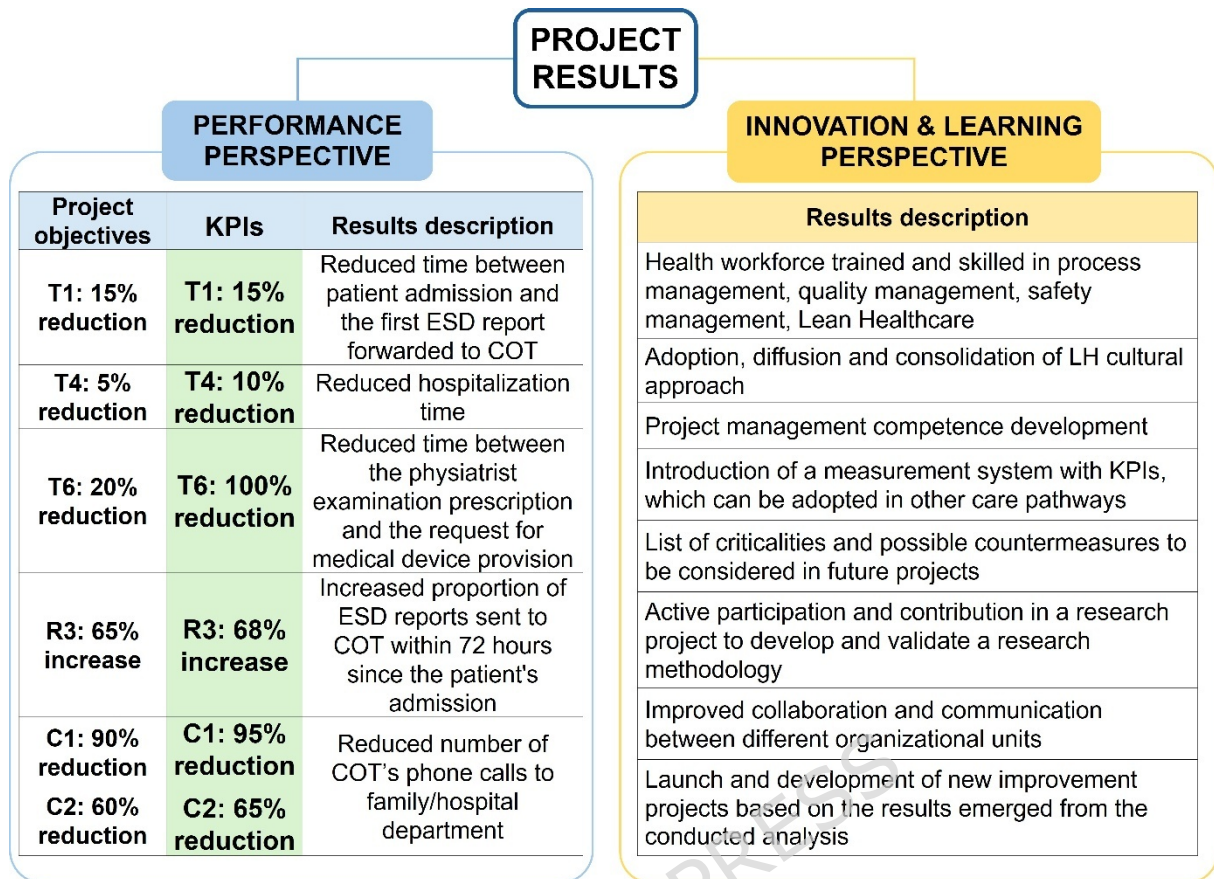 PROJECT
RESULTS
PERFORMANCE
PERSPECTIVE
Project
objectives
KPIs
Results description
T1: 15%
reduction
T1: 15%
reduction
Reduced time between
patient admission and
the first ESD report
forwarded to COT
T4: 5%
reduction
T4: 10%
reduction
Reduced hospitalization
time
T6: 20%
reduction
T6: 100%
reduction
Reduced time between
the physiatrist
examination prescription
and the request for
medical device provision
R3: 65%
increase
R3: 68%
increase
Increased proportion of
ESD reports sent to
COT within 72 hours
since the patient's
admission
C1: 90%
reduction
C2: 60%
reduction
C1: 95%
reduction
C2: 65%
reduction
Reduced number of
COT’s phone calls to
family/hospital
department
INNOVATION & LEARNING
PERSPECTIVE
Results description
Health workforce trained and skilled in process
management, quality management, safety
management, Lean Healthcare
Adoption, diffusion and consolidation of LH cultural
approach
Project management competence development
Introduction of a measurement system with KPIs,
which can be adopted in other care pathways
List of criticalities and possible countermeasures to
be considered in future projects
Active participation and contribution in a research
project to develop and validate a research
methodology
Improved collaboration and communication
between different organizational units
Launch and development of new improvement
projects based on the results emerged from the
conducted analysis
PRESS